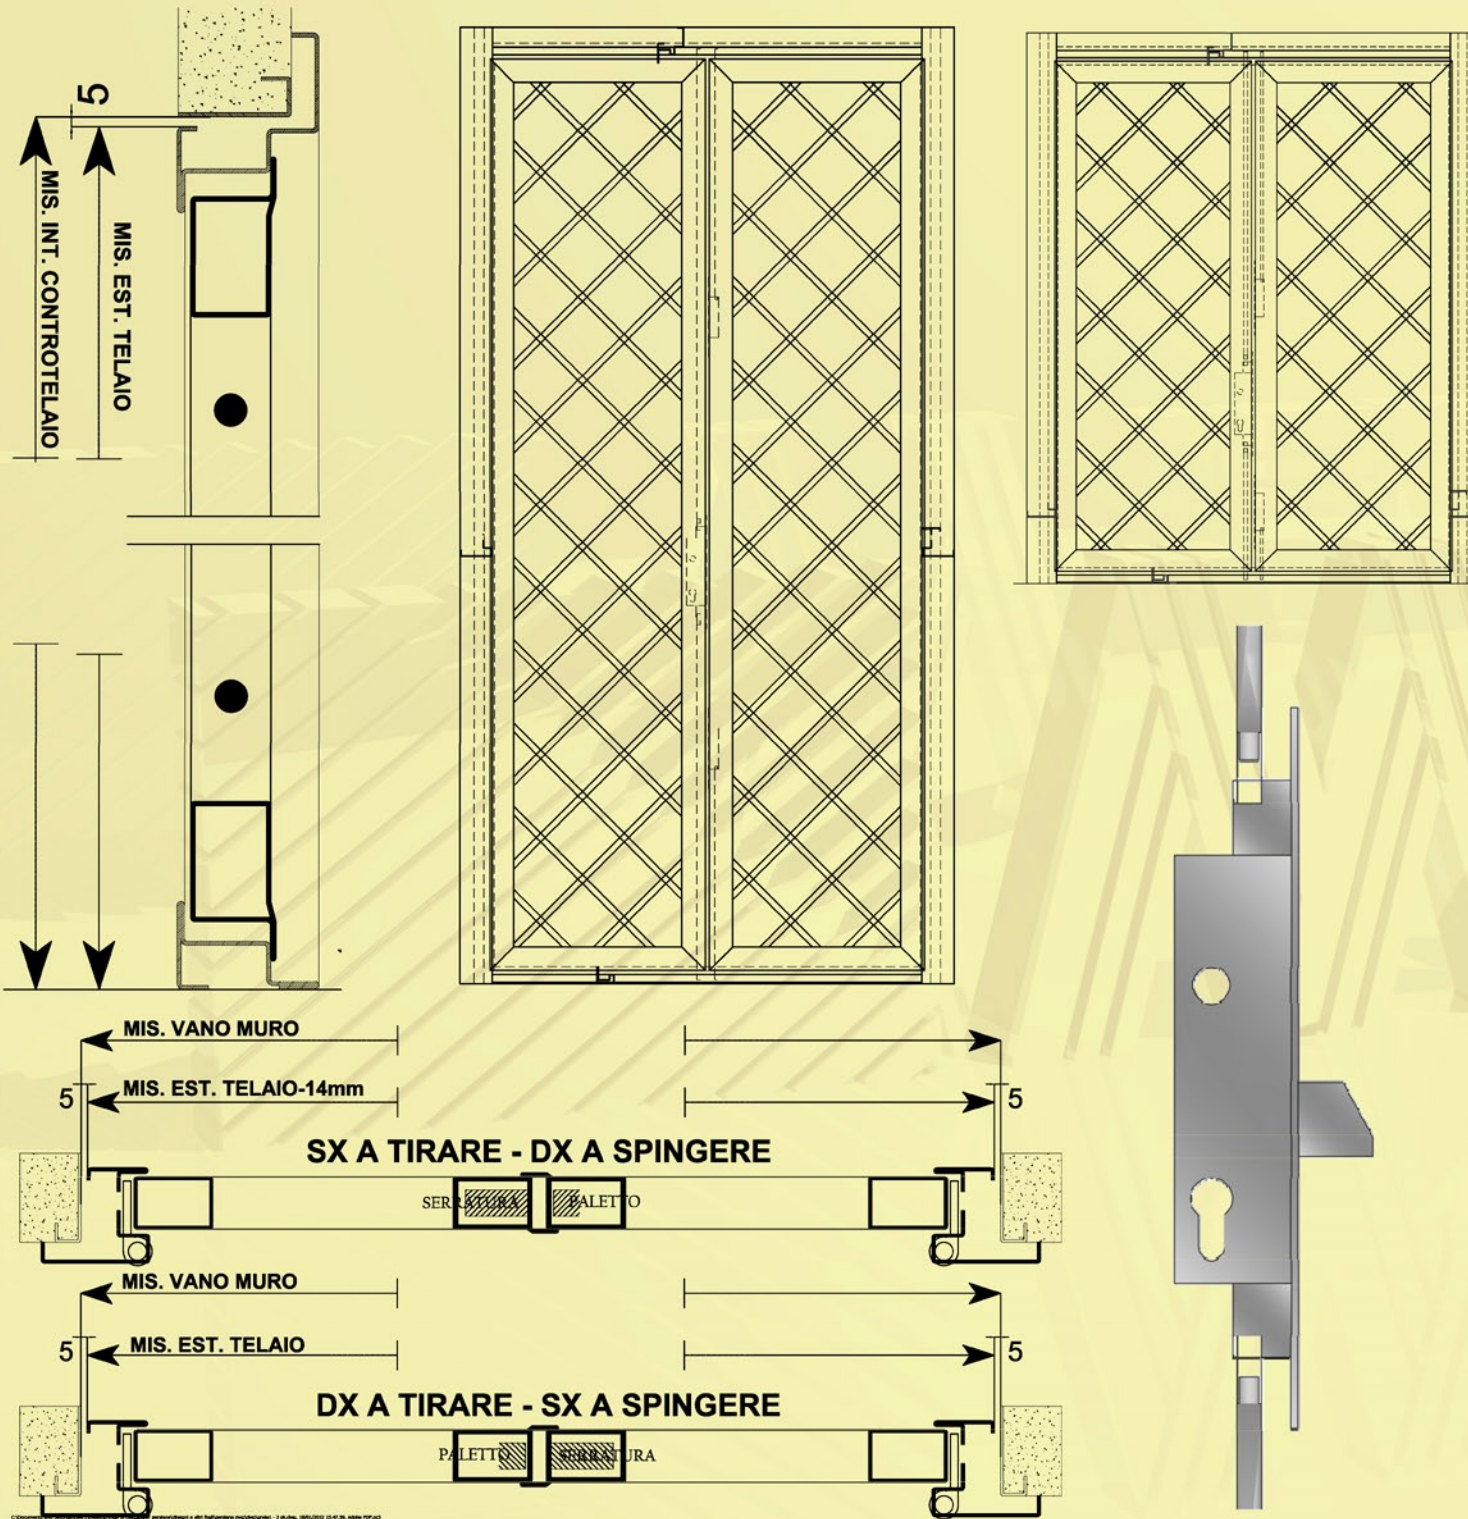 5
MIS. INT. CONTROTELAIO
MIS. EST. TELAIO
MIS. VANO MURO
5
MIS. EST. TELAIO-14mm
5
SX A TIRARE - DX A SPINGERE
SERRATURA
PALETTO
MIS. VANO MURO
5
MIS. EST. TELAIO
5
DX A TIRARE - SX A SPINGERE
PALETTO
SERRATURA